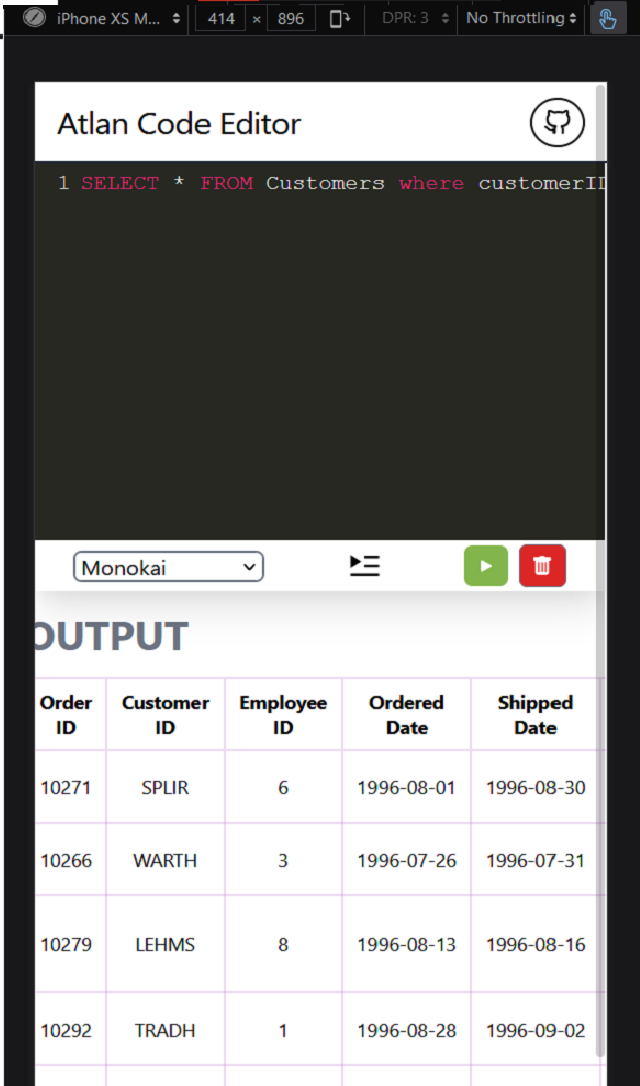 iPhone XS M... 414 × 896 DPR: 3 No Throttling
Atlan Code Editor
1 SELECT * FROM Customers where customerID
Monokai
OUTPUT
Order ID Customer ID Employee ID Ordered Date Shipped Date
10271 SPLIR 6 1996-08-01 1996-08-30
10266 WARTH 3 1996-07-26 1996-07-31
10279 LEHMS 8 1996-08-13 1996-08-16
10292 TRADH 1 1996-08-28 1996-09-02